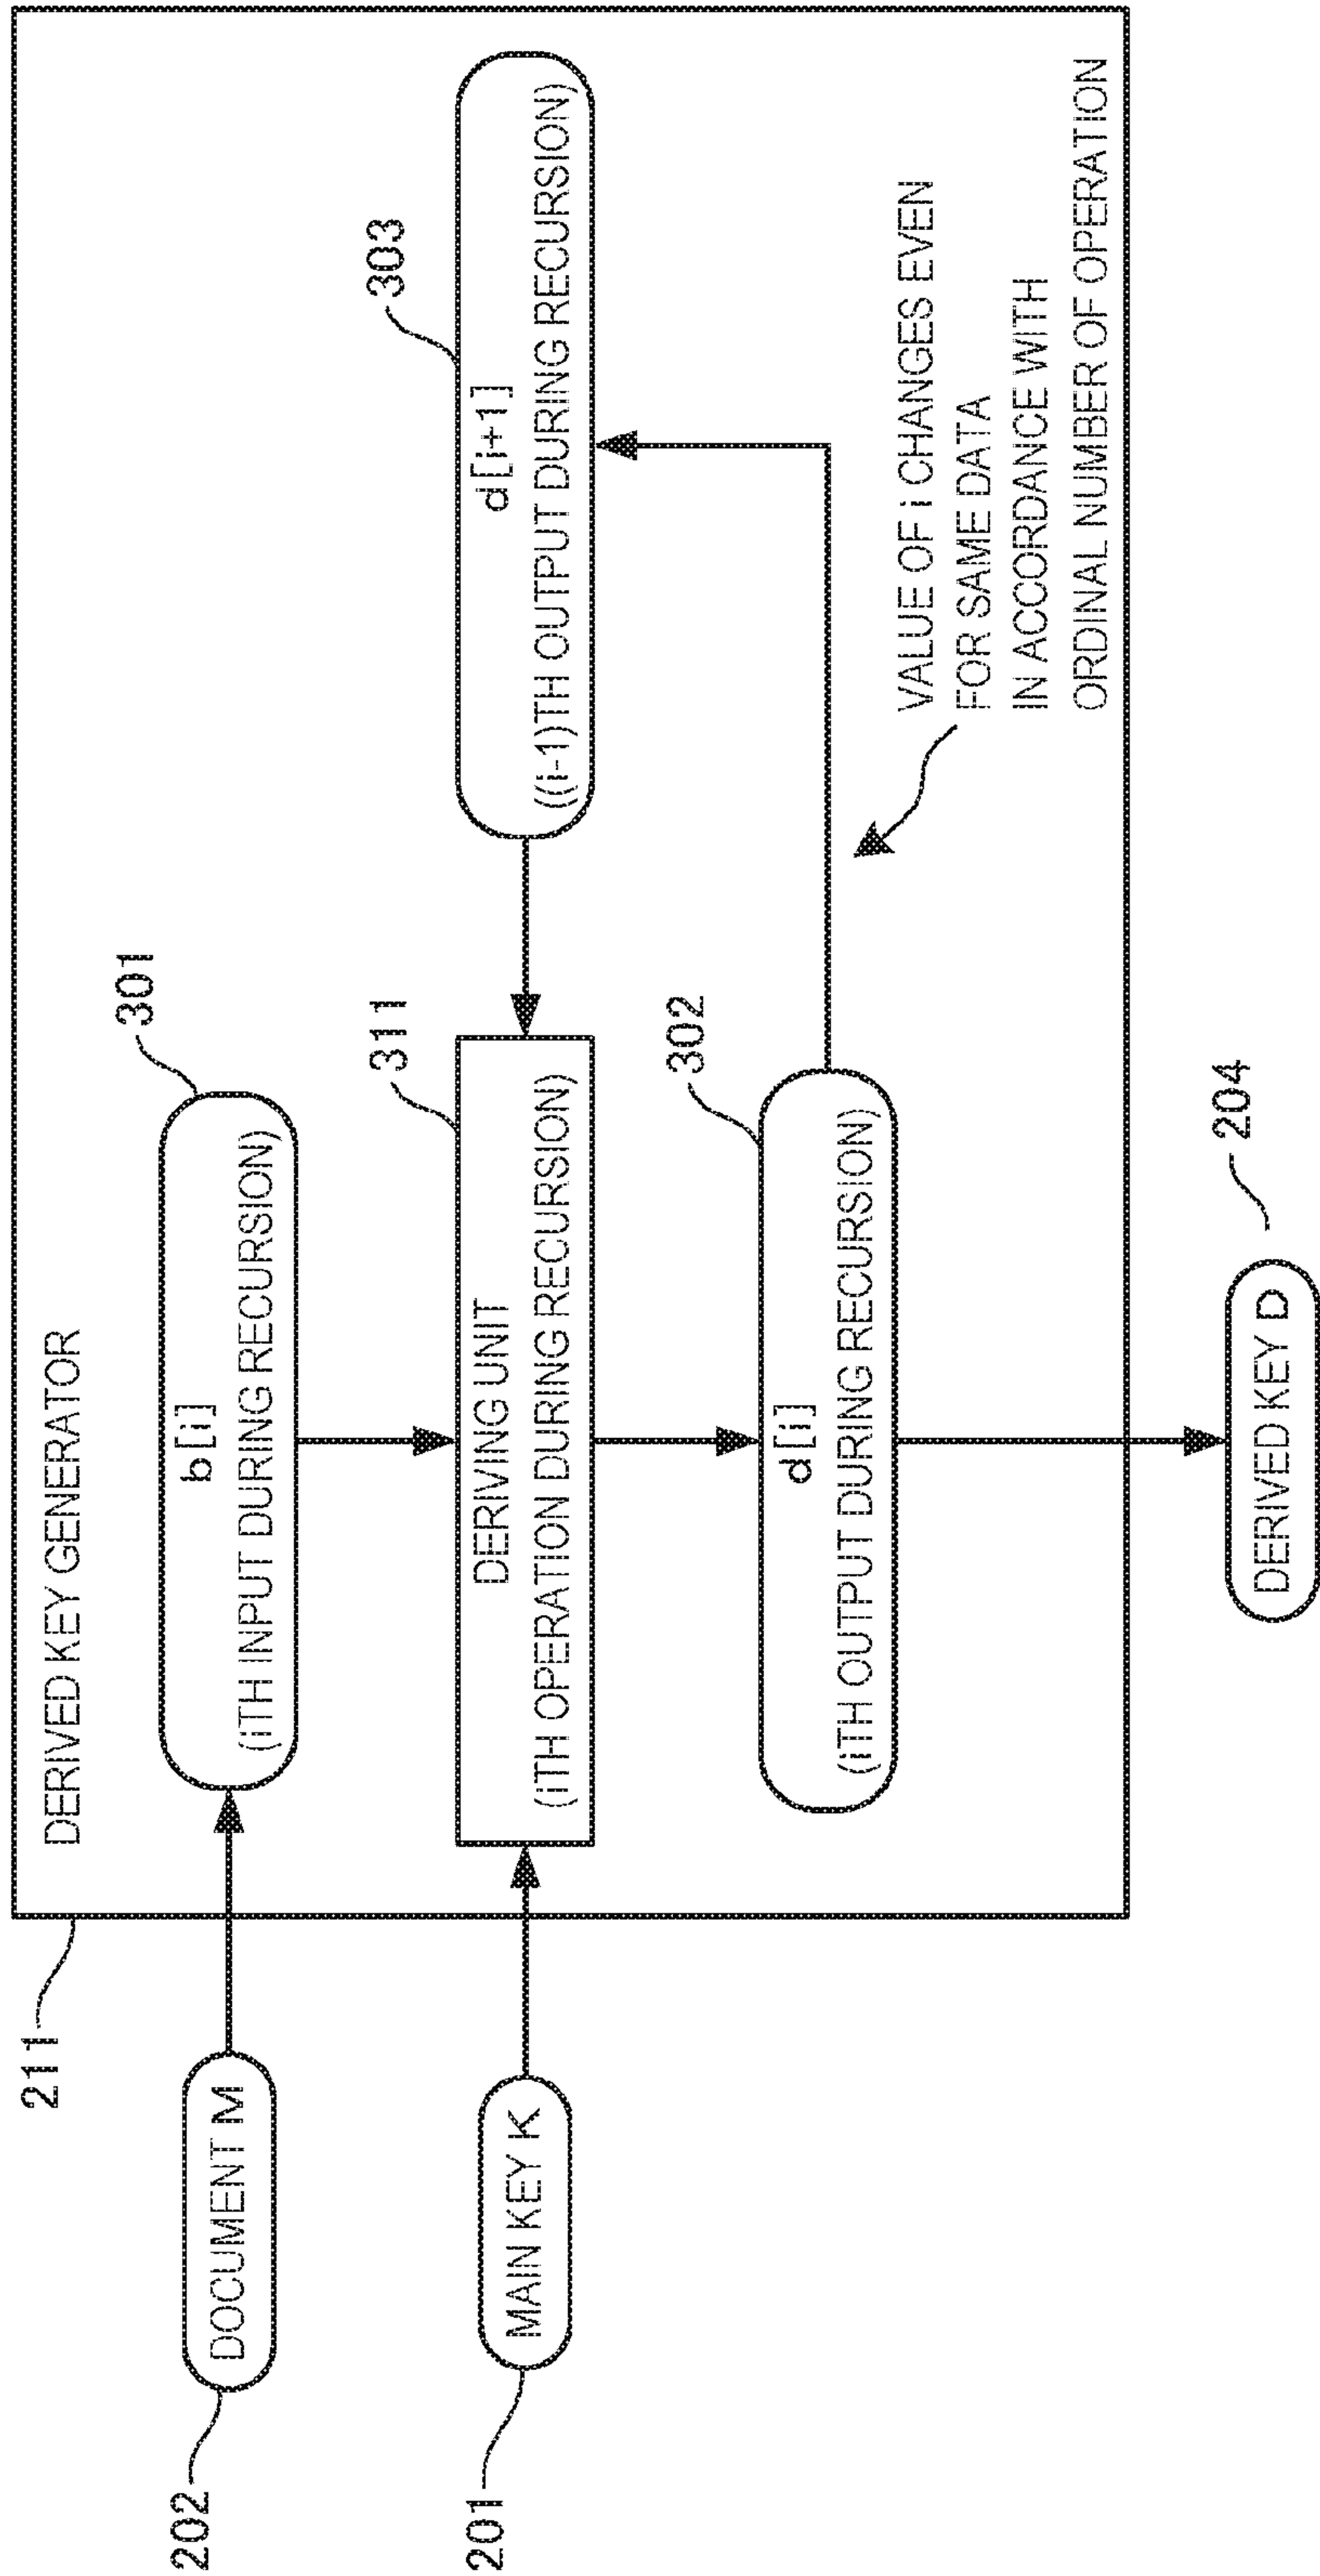 211
DERIVED KEY GENERATOR
202
DOCUMENT M
301
b[i]
(iTH INPUT DURING RECURSION)
201
MAIN KEY K
311
DERIVING UNIT
(iTH OPERATION DURING RECURSION)
303
d[i+1]
((i-1)TH OUTPUT DURING RECURSION)
302
d[i]
(iTH OUTPUT DURING RECURSION)
VALUE OF i CHANGES EVEN
FOR SAME DATA
IN ACCORDANCE WITH
ORDINAL NUMBER OF OPERATION
204
DERIVED KEY D